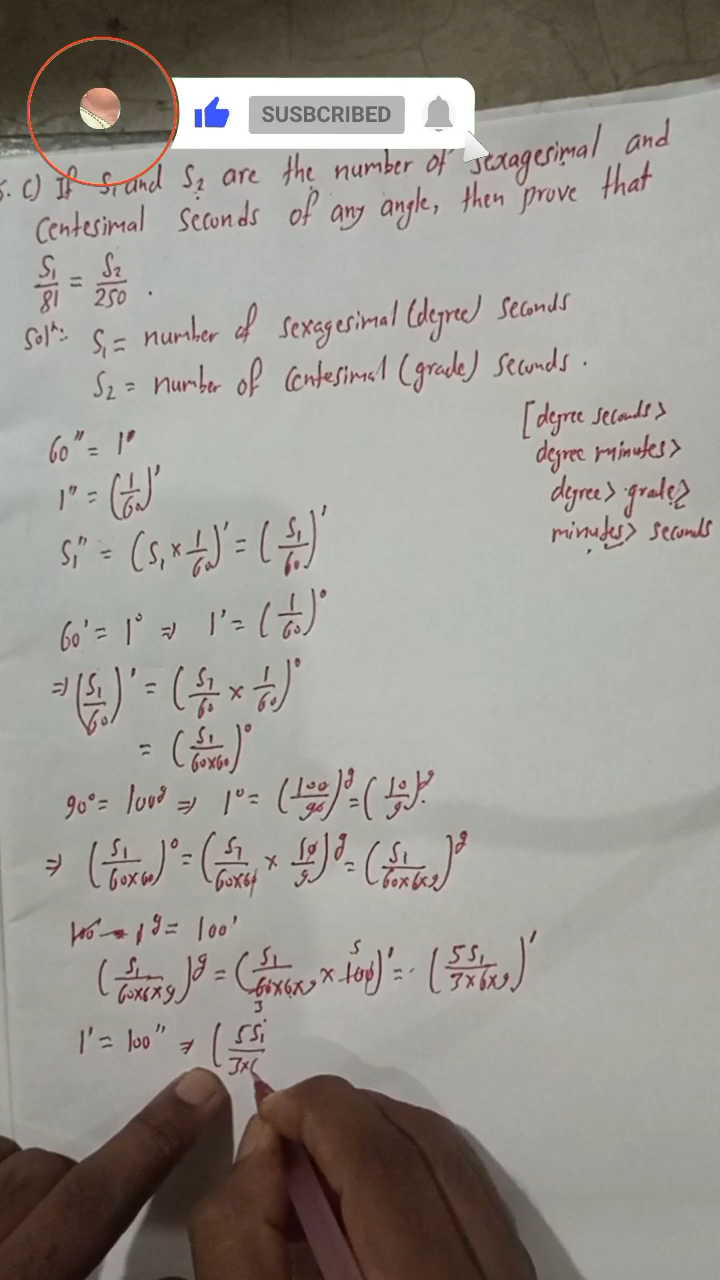 SUSBCRIBED
5. c) If S₁ and S₂ are the number of sexagesimal and
Centesimal seconds of any angle, then prove that
S₁/81 = S₂/250 .
Solⁿ: S₁ = number of sexagesimal (degree) seconds
S₂ = number of centesimal (grade) seconds.
60'' = 1'
1'' = (1/60)'
S₁'' = (S₁ × 1/60)' = (S₁/60)'
[degree seconds >
degree minutes >
degree > grade >
minutes > seconds
60' = 1° ⇒ 1' = (1/60)°
⇒ (S₁/60)' = (S₁/60 × 1/60)°
= (S₁/60×60)°
90° = 100g ⇒ 1° = (100/90)g = (10/9)g.
⇒ (S₁/60×60)° = (S₁/60×60 × 10/9)g = (S₁/60×6×9)g
1g = 100'
(S₁/60×6×9)g = (S₁/60×6×9 × 100)' = (5S₁/3×6×9)'
5
3
1' = 100'' ⇒ (5S₁/3×6